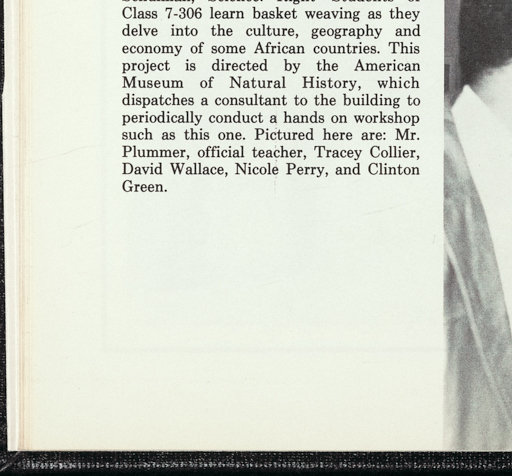 Class 7-306 learn basket weaving as they
delve into the culture, geography and
economy of some African countries. This
project is directed by the American
Museum of Natural History, which
dispatches a consultant to the building to
periodically conduct a hands on workshop
such as this one. Pictured here are: Mr.
Plummer, official teacher, Tracey Collier,
David Wallace, Nicole Perry, and Clinton
Green.